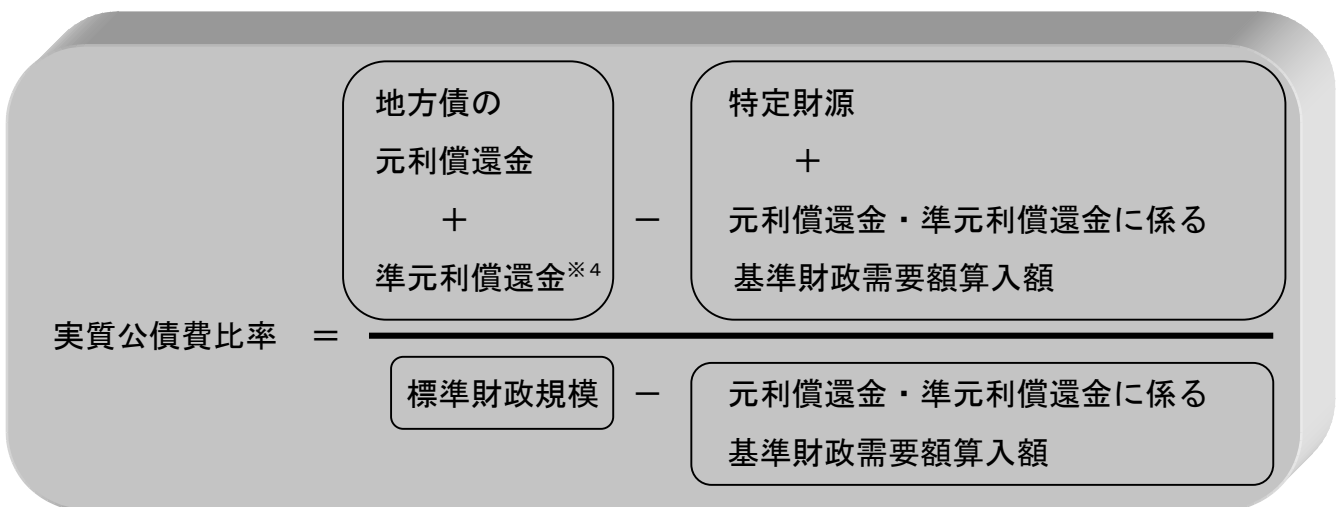 地方債の
元利償還金
＋
準元利償還金※4
－
特定財源
＋
元利償還金・準元利償還金に係る
基準財政需要額算入額
実質公債費比率 ＝
標準財政規模
－
元利償還金・準元利償還金に係る
基準財政需要額算入額